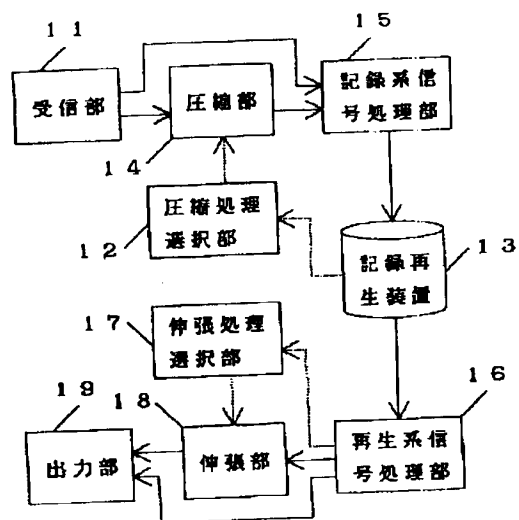 11
受信部
圧縮部
14
15
記録系信
号処理部
12
圧縮処理
選択部
記録再
生装置
13
17
伸張処理
選択部
19
出力部
18
伸張部
16
再生系信
号処理部